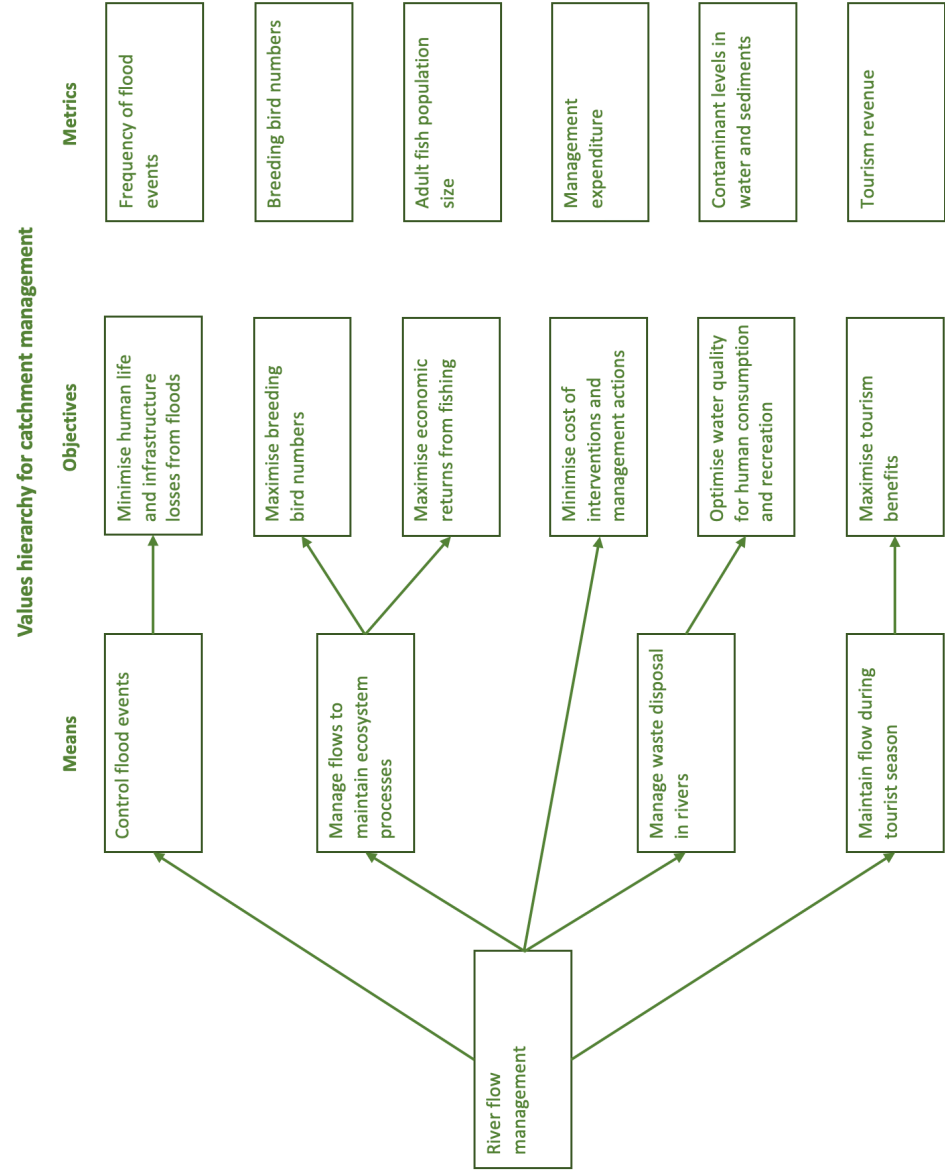 Values hierarchy for catchment management
Means
Objectives
Metrics
River flow
management
Control flood events
Manage flows to
maintain ecosystem
processes
Manage waste disposal
in rivers
Maintain flow during
tourist season
Minimise human life
and infrastructure
losses from floods
Maximise breeding
bird numbers
Maximise economic
returns from fishing
Minimise cost of
interventions and
management actions
Optimise water quality
for human consumption
and recreation
Maximise tourism
benefits
Frequency of flood
events
Breeding bird numbers
Adult fish population
size
Management
expenditure
Contaminant levels in
water and sediments
Tourism revenue